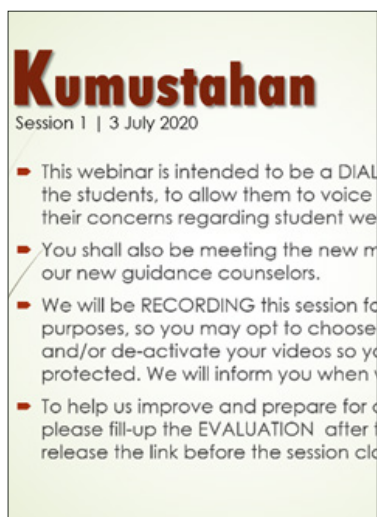 Kumustahan
Session 1 | 3 July 2020
This webinar is intended to be a DIAL
the students, to allow them to voice
their concerns regarding student we
You shall also be meeting the new m
our new guidance counselors.
We will be RECORDING this session fo
purposes, so you may opt to choose
and/or de-activate your videos so yo
protected. We will inform you when w
To help us improve and prepare for o
please fill-up the EVALUATION after t
release the link before the session clo